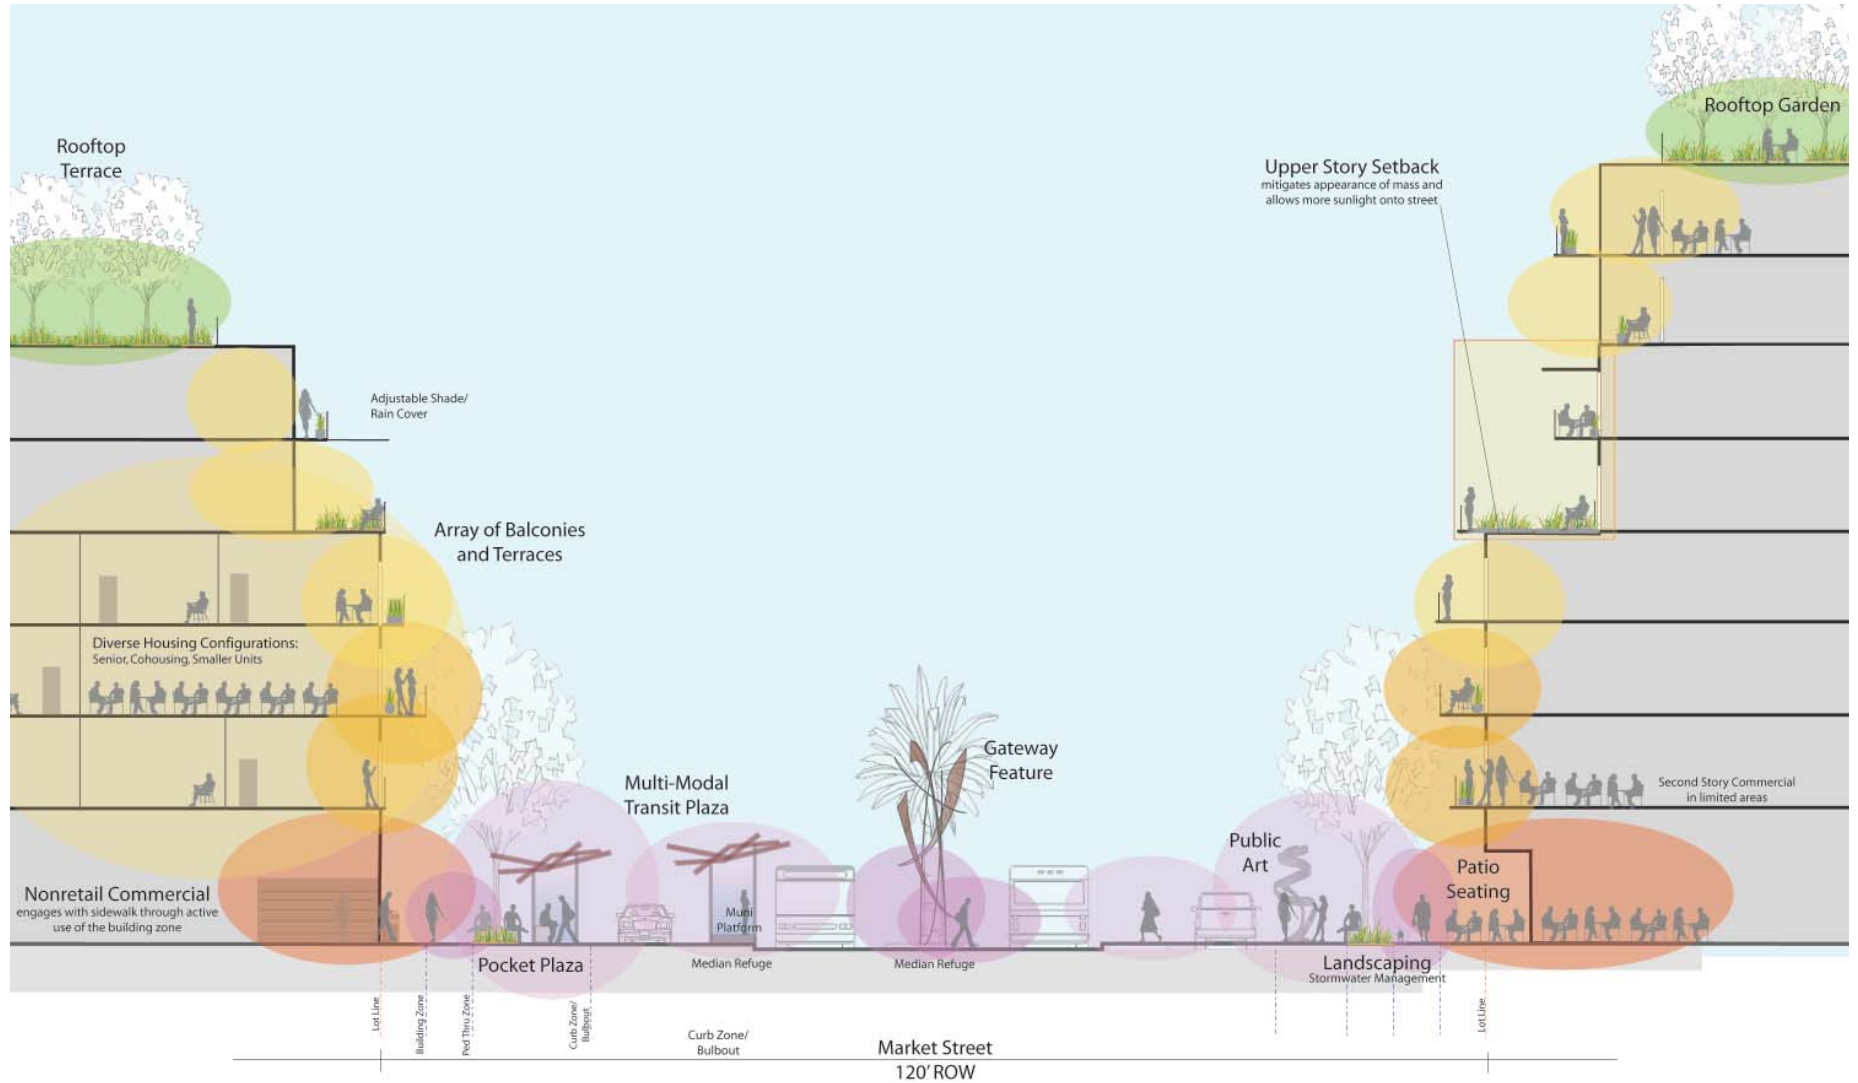 Rooftop Garden
Rooftop
Terrace
Upper Story Setback
mitigates appearance of mass and
allows more sunlight onto street
Adjustable Shade/
Rain Cover
Array of Balconies
and Terraces
Diverse Housing Configurations:
Senior, Cohousing, Smaller Units
Multi-Modal
Transit Plaza
Gateway
Feature
Second Story Commercial
in limited areas
Public
Art
Patio
Seating
Nonretail Commercial
engages with sidewalk through active
use of the building zone
Muni
Platform
Pocket Plaza
Median Refuge
Median Refuge
Landscaping
Stormwater Management
Lot Line
Building Zone
Ped Thru Zone
Curb Zone/
Bulbout
Curb Zone/
Bulbout
Lot Line
Market Street
120' ROW